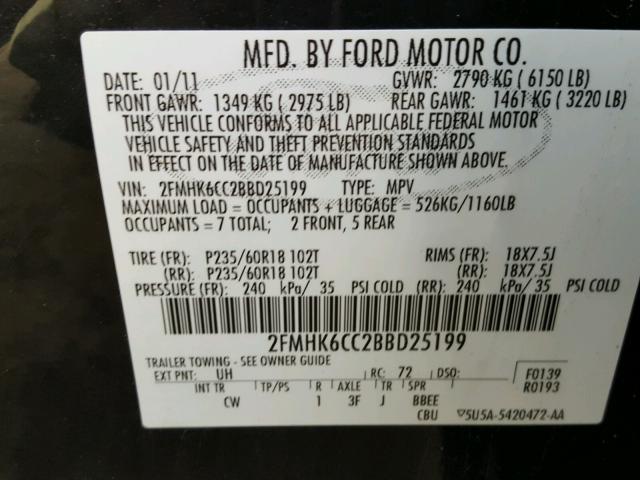 MFD. BY FORD MOTOR CO.
DATE: 01/11 GVWR: 2790 KG ( 6150 LB)
FRONT GAWR: 1349 KG ( 2975 LB) REAR GAWR: 1461 KG ( 3220 LB)
THIS VEHICLE CONFORMS TO ALL APPLICABLE FEDERAL MOTOR
VEHICLE SAFETY AND THEFT PREVENTION STANDARDS
IN EFFECT ON THE DATE OF MANUFACTURE SHOWN ABOVE.
VIN: 2FMHK6CC2BBD25199 TYPE: MPV
MAXIMUM LOAD = OCCUPANTS + LUGGAGE = 526KG/1160LB
OCCUPANTS = 7 TOTAL; 2 FRONT, 5 REAR
TIRE (FR): P235/60R18 102T RIMS (FR): 18X7.5J
(RR): P235/60R18 102T (RR): 18X7.5J
PRESSURE (FR): 240 kPa/ 35 PSI COLD (RR): 240 kPa/ 35 PSI COLD
2FMHK6CC2BBD25199
TRAILER TOWING - SEE OWNER GUIDE
EXT PNT: UH RC: 72 DSO: F0139
INT TR TP/PS R AXLE TR SPR R0193
CW 1 3F J BBEE
CBU 5U5A-5420472-AA